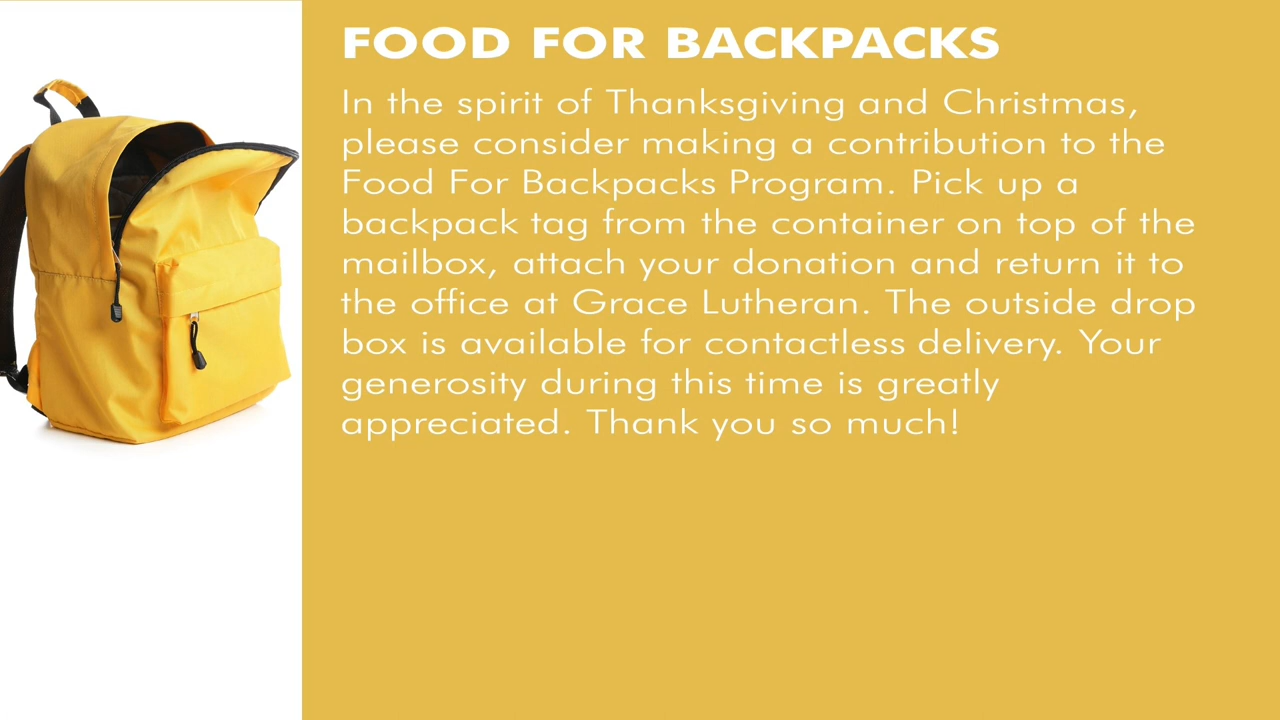 FOOD FOR BACKPACKS
In the spirit of Thanksgiving and Christmas,
please consider making a contribution to the
Food For Backpacks Program. Pick up a
backpack tag from the container on top of the
mailbox, attach your donation and return it to
the office at Grace Lutheran. The outside drop
box is available for contactless delivery. Your
generosity during this time is greatly
appreciated. Thank you so much!